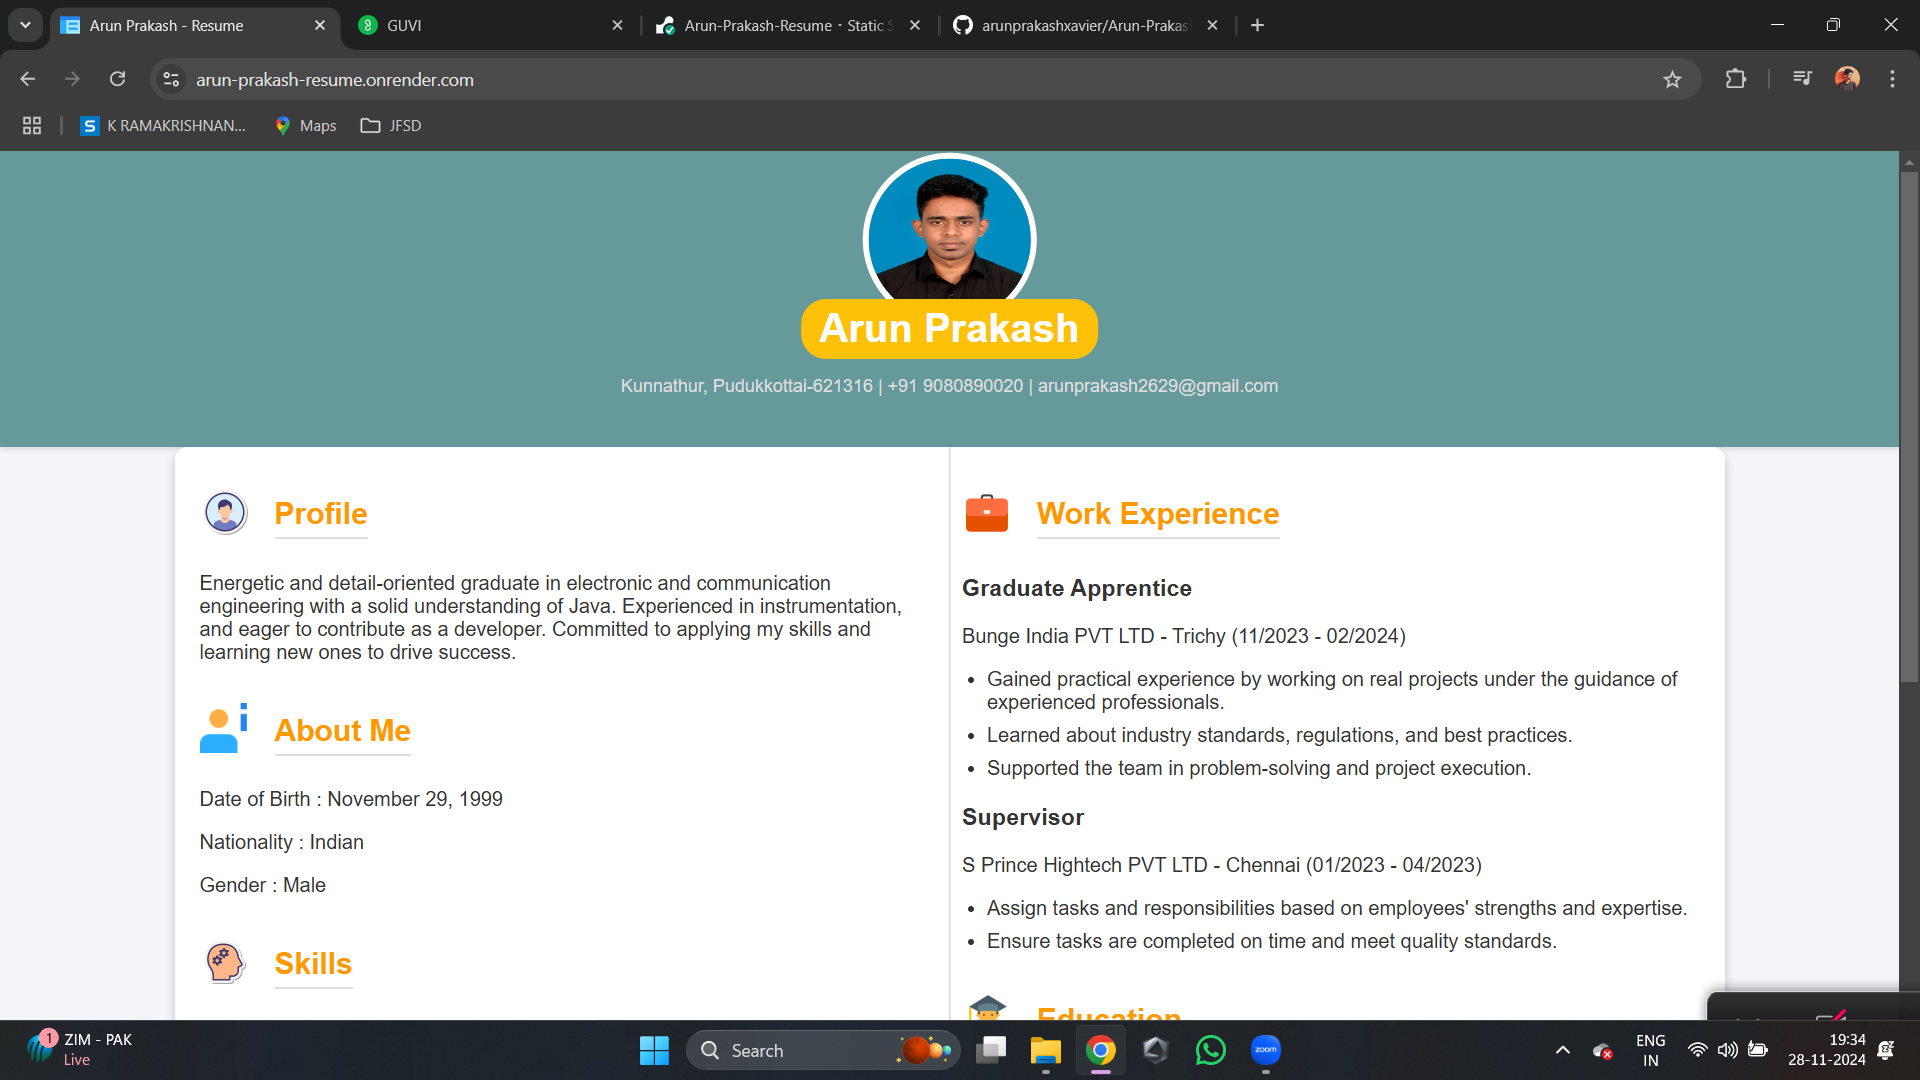 Arun Prakash - Resume
GUVI
Arun-Prakash-Resume · Static S
arunprakashxavier/Arun-Prakas
arun-prakash-resume.onrender.com
K RAMAKRISHNAN...
Maps
JFSD
Arun Prakash
Kunnathur, Pudukkottai-621316 | +91 9080890020 | arunprakash2629@gmail.com
Profile
Energetic and detail-oriented graduate in electronic and communication
engineering with a solid understanding of Java. Experienced in instrumentation,
and eager to contribute as a developer. Committed to applying my skills and
learning new ones to drive success.
About Me
Date of Birth : November 29, 1999
Nationality : Indian
Gender : Male
Skills
Work Experience
Graduate Apprentice
Bunge India PVT LTD - Trichy (11/2023 - 02/2024)
• Gained practical experience by working on real projects under the guidance of
experienced professionals.
• Learned about industry standards, regulations, and best practices.
• Supported the team in problem-solving and project execution.
Supervisor
S Prince Hightech PVT LTD - Chennai (01/2023 - 04/2023)
• Assign tasks and responsibilities based on employees' strengths and expertise.
• Ensure tasks are completed on time and meet quality standards.
Education
1
ZIM - PAK
Live
Search
zoom
ENG
IN
19:34
28-11-2024